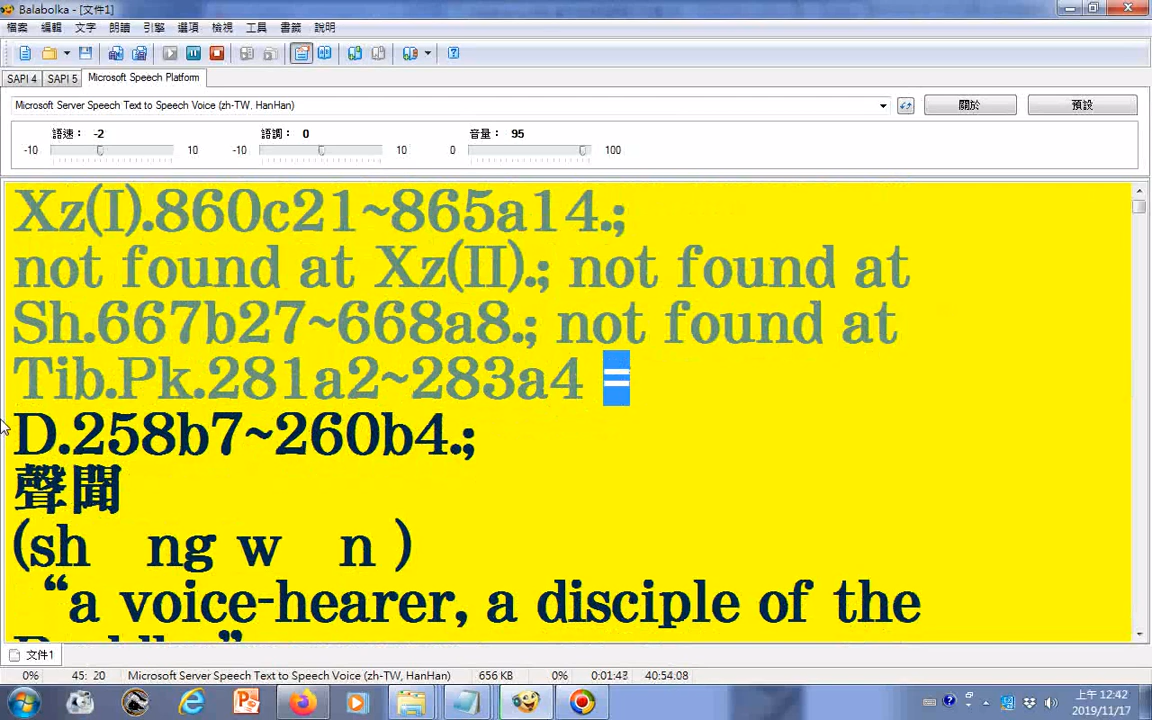 Balabolka - [文件1]
檔案 編輯 文字 朗讀 引擎 選項 檢視 工具 書籤 說明
SAPI 4 SAPI 5 Microsoft Speech Platform
Microsoft Server Speech Text to Speech Voice (zh-TW, HanHan) 關於 預設
語速： -2 語調： 0 音量： 95
-10 10 -10 10 0 100
Xz(I).860c21~865a14.;
not found at Xz(II).; not found at
Sh.667b27~668a8.; not found at
Tib.Pk.281a2~283a4 =
D.258b7~260b4.;
聲聞
(sh ng w n )
“a voice-hearer, a disciple of the
文件1
0% 45: 20 Microsoft Server Speech Text to Speech Voice (zh-TW, HanHan) 656 KB 0% 0:01:43 40:54.08
上午 12:42
2019/11/17